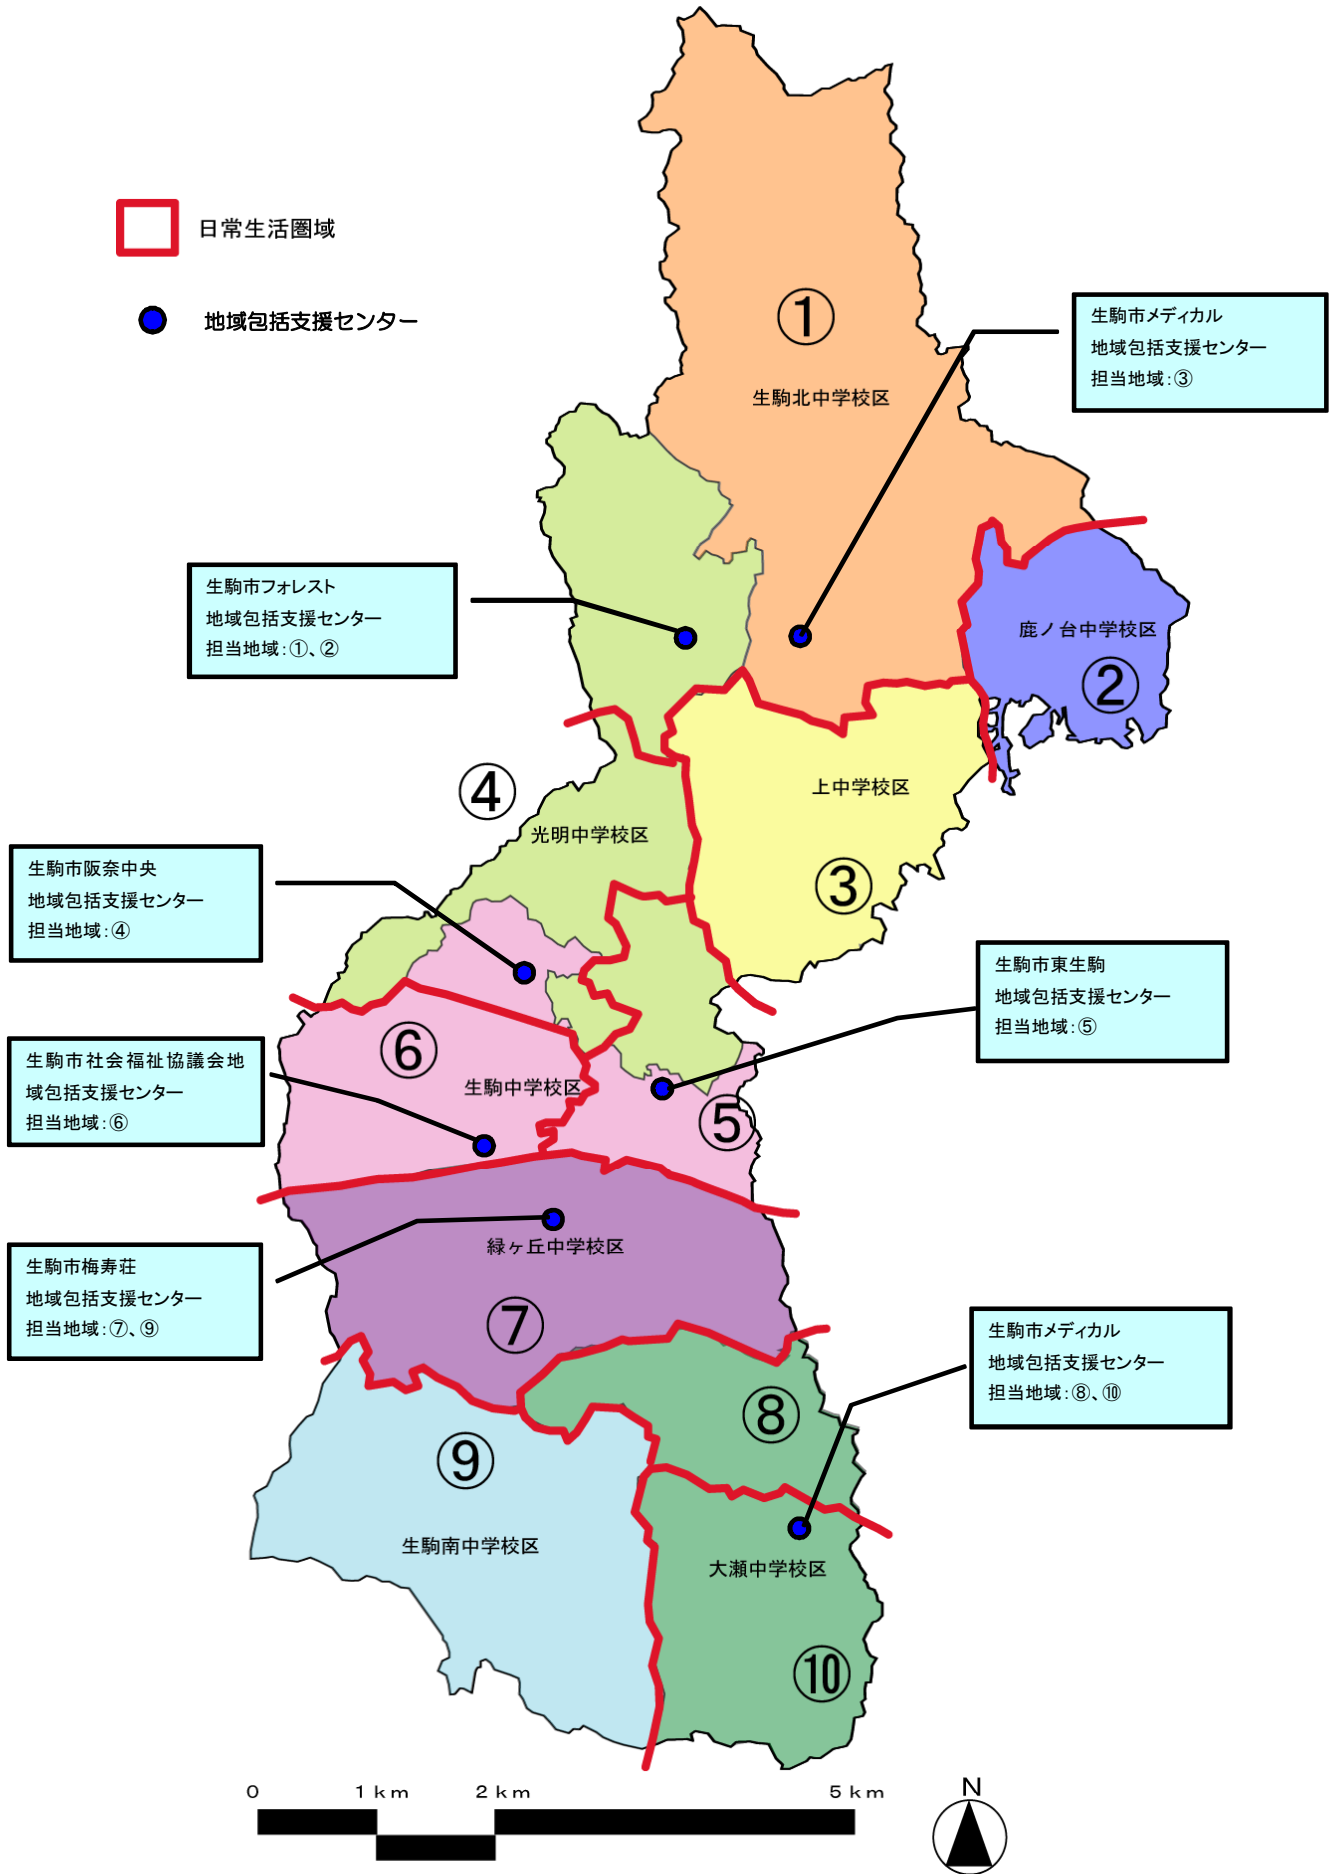 日常生活圏域
地域包括支援センター
①
生駒北中学校区
生駒市メディカル
地域包括支援センター
担当地域:③
生駒市フォレスト
地域包括支援センター
担当地域:①、②
鹿ノ台中学校区
②
④
上中学校区
光明中学校区
③
生駒市阪奈中央
地域包括支援センター
担当地域:④
生駒市東生駒
地域包括支援センター
担当地域:⑤
⑥
生駒市社会福祉協議会地
域包括支援センター
担当地域:⑥
生駒中学校区
⑤
緑ヶ丘中学校区
生駒市梅寿荘
地域包括支援センター
担当地域:⑦、⑨
⑦
生駒市メディカル
地域包括支援センター
担当地域:⑧、⑩
⑧
⑨
生駒南中学校区
大瀬中学校区
⑩
0 1km 2km 5km
N